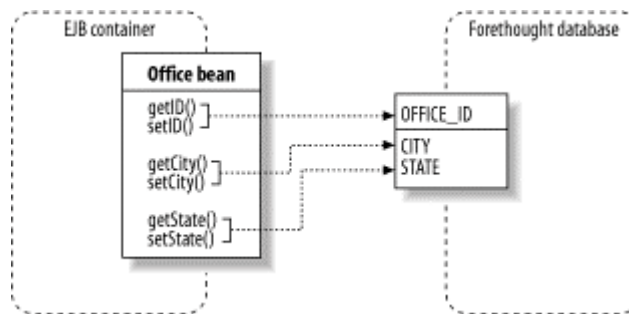 EJB container
Forethought database
Office bean
getID()
setID()
OFFICE_ID
getCity()
setCity()
CITY
STATE
getState()
setState()